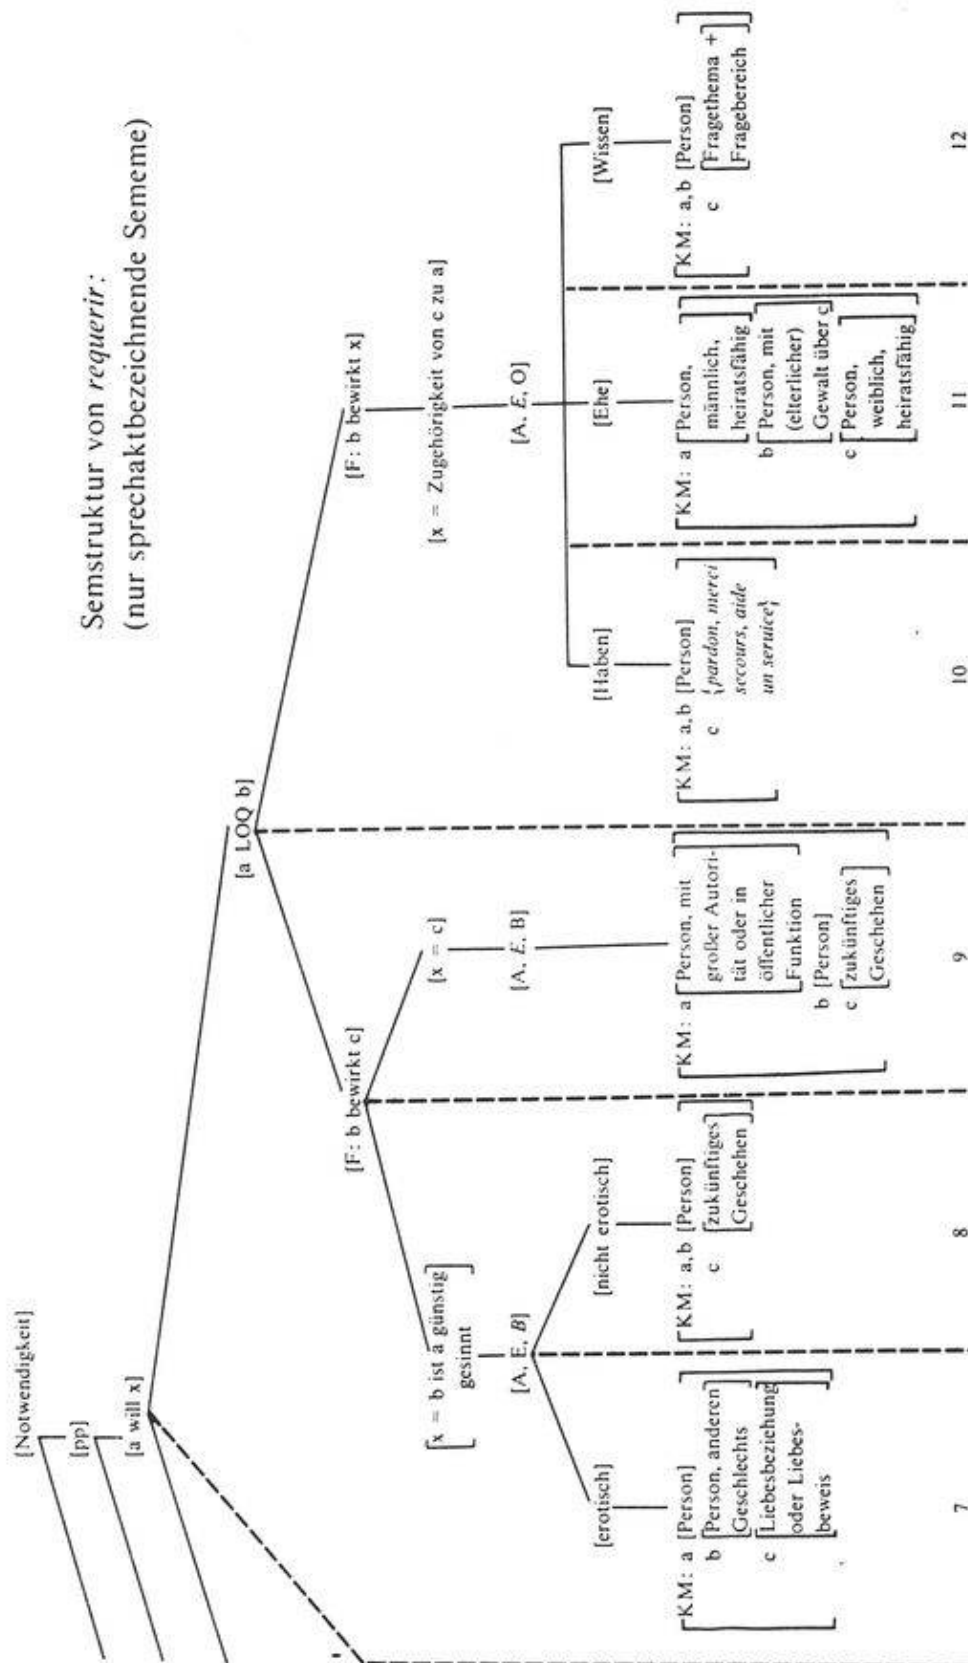 Semstruktur von requerir:
(nur sprechaktbezeichnende Sememe)
[Notwendigkeit]
[pp]
[a will x]
[a LOQ b]
[F: b bewirkt c]
[F: b bewirkt x]
[x = b ist a günstig
gesinnt]
[x = c]
[x = Zugehörigkeit von c zu a]
[A, E, B]
[A, E, B]
[A, E, O]
[erotisch]
[nicht erotisch]
[Haben]
[Ehe]
[Wissen]
[KM: a [Person]
b [Person, anderen
Geschlechts]
c [Liebesbeziehung
oder Liebes-
beweis]]
7
[KM: a,b [Person]
c [zukünftiges
Geschehen]]
8
[KM: a [Person, mit
großer Autori-
tät oder in
öffentlicher
Funktion]
b [Person]
c [zukünftiges
Geschehen]]
9
[KM: a,b [Person]
c {pardon, merci
secours, aide
un service}]
10
[KM: a [Person,
männlich,
heiratsfähig]
b [Person, mit
(elterlicher)
Gewalt über c]
c [Person,
weiblich,
heiratsfähig]]
11
[KM: a,b [Person]
c [Fragethema +
Fragebereich]]
12